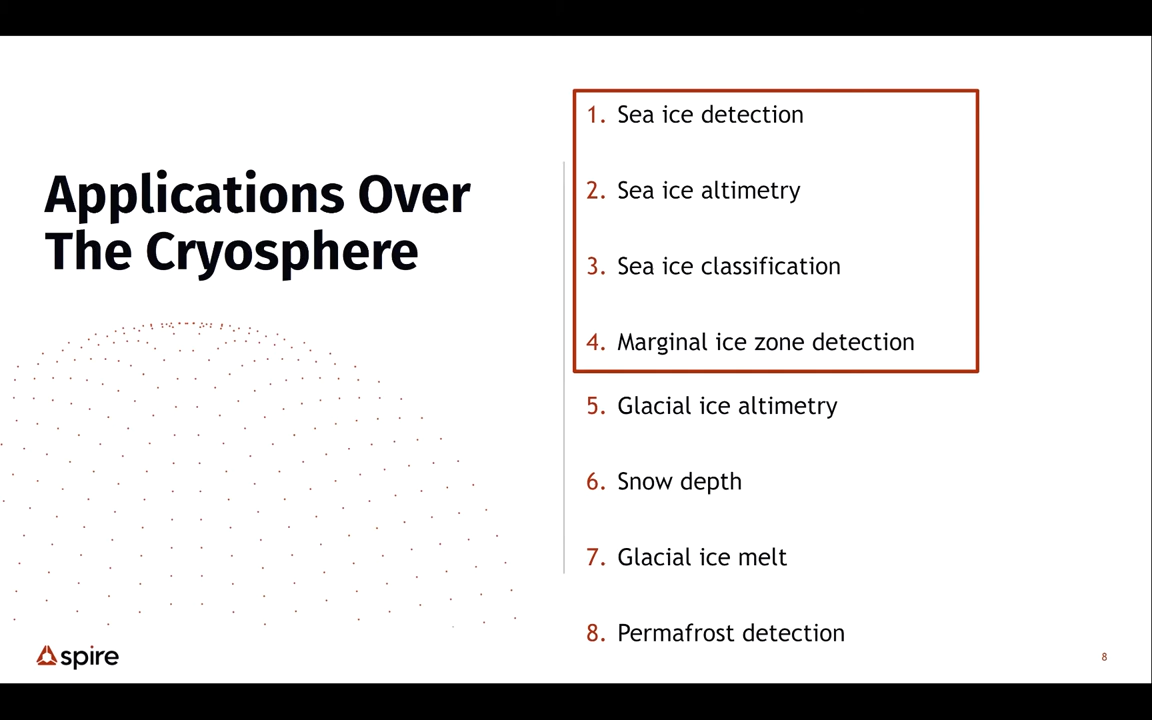 Applications Over
The Cryosphere
1. Sea ice detection
2. Sea ice altimetry
3. Sea ice classification
4. Marginal ice zone detection
5. Glacial ice altimetry
6. Snow depth
7. Glacial ice melt
8. Permafrost detection
spire
8